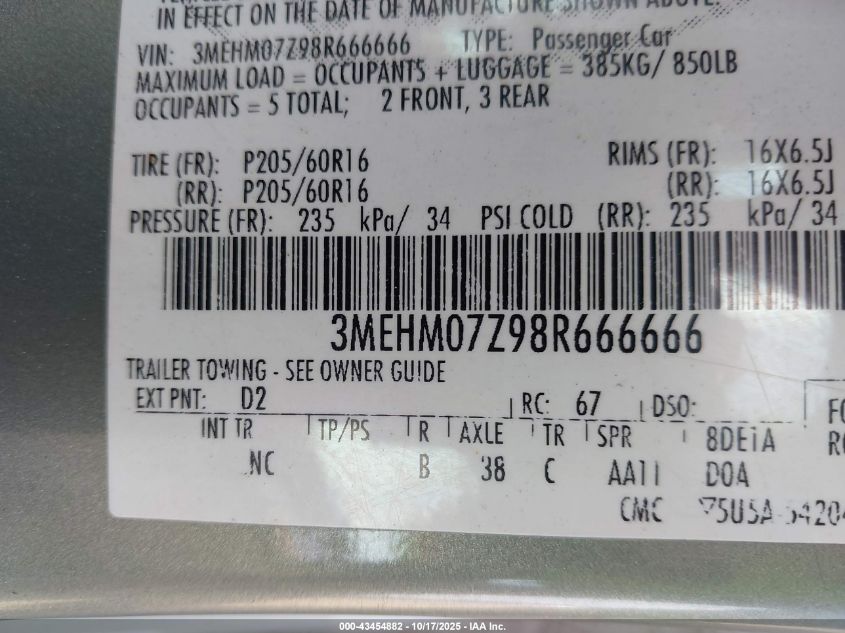 IN EFFECT ON THE DATE OF MANUFACTURE SHOWN ABOVE.
VIN: 3MEHM07Z98R666666 TYPE: Passenger Car
MAXIMUM LOAD = OCCUPANTS + LUGGAGE = 385KG/ 850LB
OCCUPANTS = 5 TOTAL; 2 FRONT, 3 REAR
TIRE (FR): P205/60R16 RIMS (FR): 16X6.5J
(RR): P205/60R16 (RR): 16X6.5J
PRESSURE (FR): 235 kPa/ 34 PSI COLD (RR): 235 kPa/ 34
3MEHM07Z98R666666
TRAILER TOWING - SEE OWNER GUIDE
EXT PNT: D2 RC: 67 DSO:
INT TR TP/PS R AXLE TR SPR 8DE1A
NC B 38 C AA11 DOA
CMC
000-43454882 - 10/17/2025 - IAA Inc.